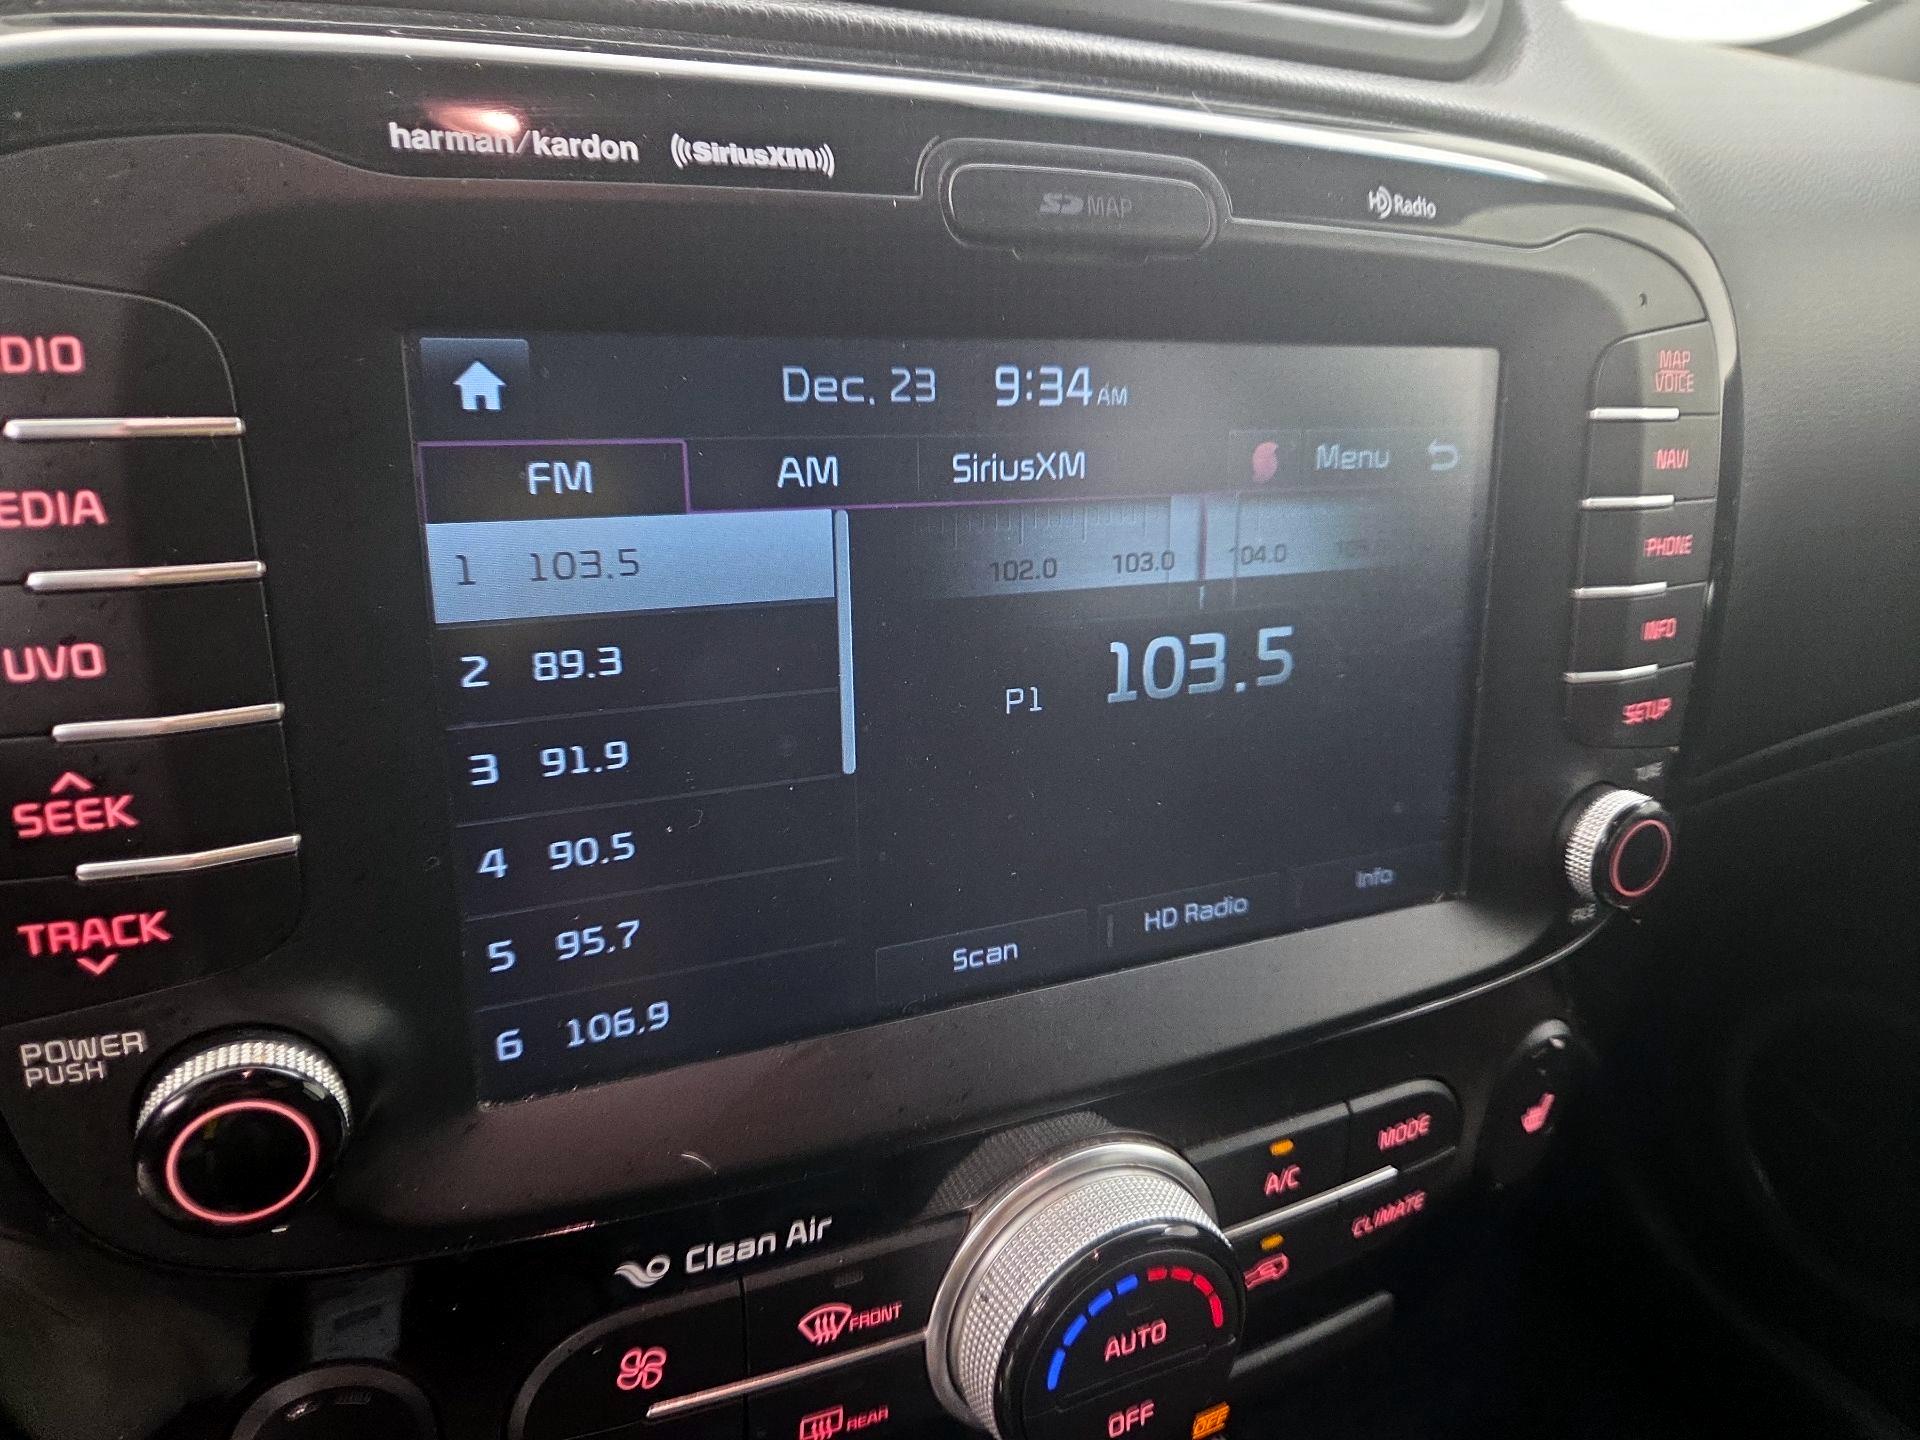 harman/kardon
SiriusXM
SD MAP
HD Radio
DIO
EDIA
UVO
SEEK
TRACK
POWER
PUSH
Dec. 23 9:34 AM
FM AM SiriusXM Menu
1 103.5
2 89.3
3 91.9
4 90.5
5 95.7
6 106.9
102.0 103.0 104.0
P1 103.5
Scan HD Radio Info
MAP
VOICE
NAVI
PHONE
INFO
SETUP
TUNE
FILE
Clean Air
FRONT
REAR
AUTO
OFF
OFF
A/C
MODE
CLIMATE